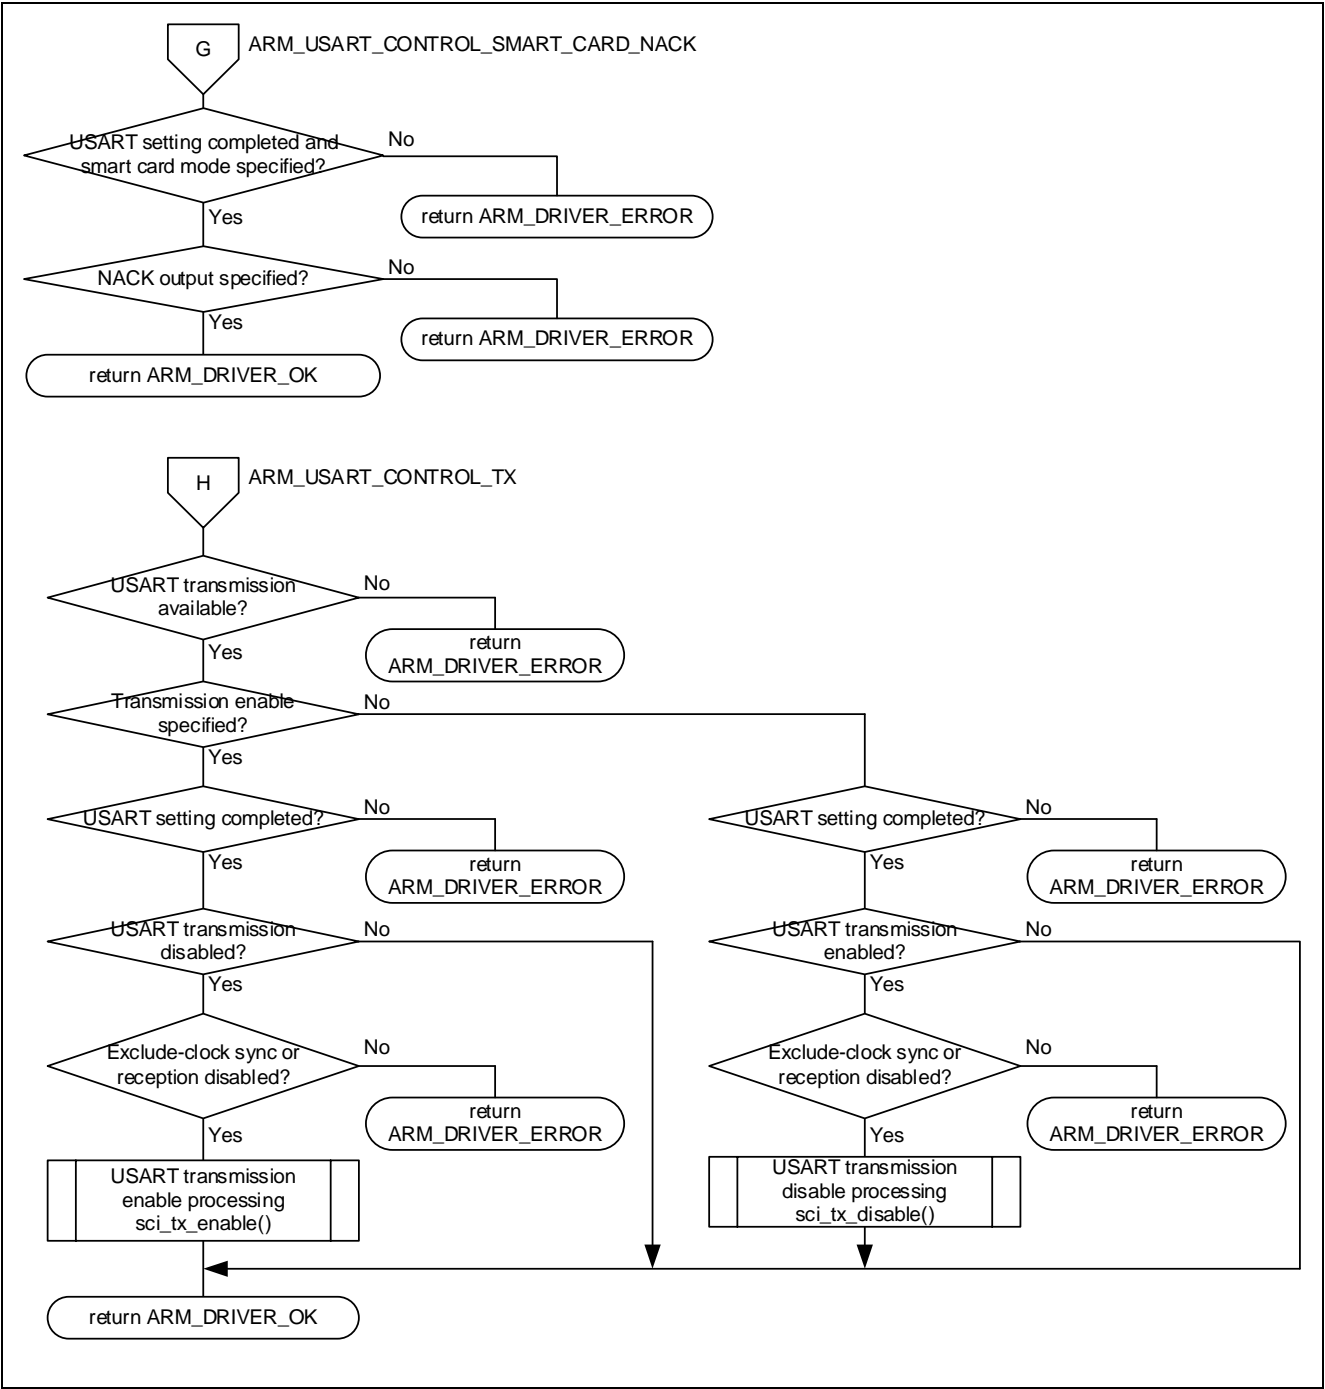 G
ARM_USART_CONTROL_SMART_CARD_NACK
USART setting completed and
smart card mode specified?
No
return ARM_DRIVER_ERROR
Yes
NACK output specified?
No
return ARM_DRIVER_ERROR
Yes
return ARM_DRIVER_OK
H
ARM_USART_CONTROL_TX
USART transmission
available?
No
return
ARM_DRIVER_ERROR
Yes
Transmission enable
specified?
No
Yes
USART setting completed?
No
return
ARM_DRIVER_ERROR
Yes
USART transmission
disabled?
No
Yes
Exclude-clock sync or
reception disabled?
No
return
ARM_DRIVER_ERROR
Yes
USART transmission
enable processing
sci_tx_enable()
USART setting completed?
No
return
ARM_DRIVER_ERROR
Yes
USART transmission
enabled?
No
Yes
Exclude-clock sync or
reception disabled?
No
return
ARM_DRIVER_ERROR
Yes
USART transmission
disable processing
sci_tx_disable()
return ARM_DRIVER_OK